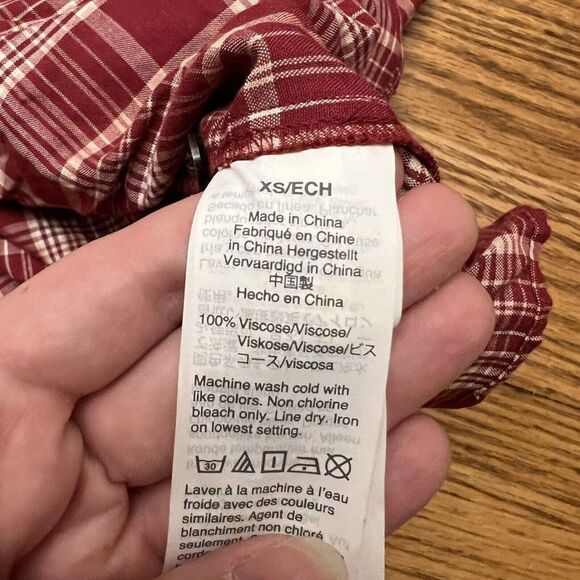 XS/ECH
Made in China
Fabriqué en Chine
in China Hergestellt
Vervaardigd in China
中国製
Hecho en China
100% Viscose/Viscose/
Viskose/Viscose/ビス
コース/viscosa
Machine wash cold with
like colors. Non chlorine
bleach only. Line dry. Iron
on lowest setting.
30
Laver à la machine à l'eau
froide avec des couleurs
similaires. Agent de
blanchiment non chloré
seulement.